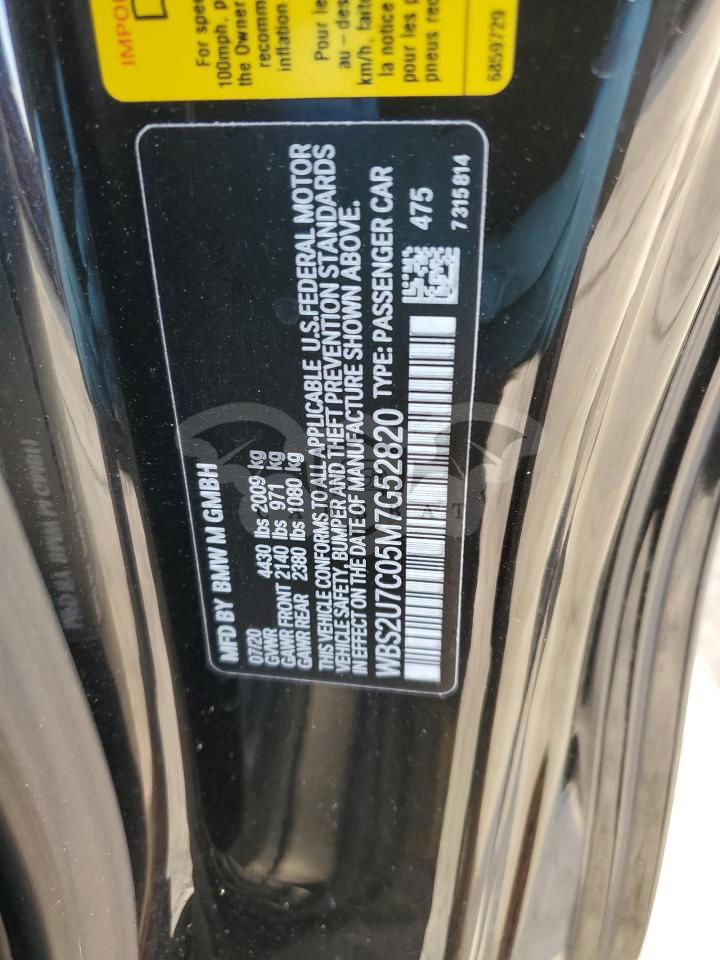 IMPO
For spe
100mph, p
the Owner
recomm
inflation
Pour le
au-des
km/h, tate
la notice
pour les p
pneus rec
6859729
MFD BY BMW M GMBH
07/20
GVWR 4430 lbs 2009 kg
GAWR FRONT 2140 lbs 971 kg
GAWR REAR 2380 lbs 1080 kg
THIS VEHICLE CONFORMS TO ALL APPLICABLE U.S.FEDERAL MOTOR
VEHICLE SAFETY, BUMPER AND THEFT PREVENTION STANDARDS
IN EFFECT ON THE DATE OF MANUFACTURE SHOWN ABOVE.
WBS2U7C05M7G52820 TYPE: PASSENGER CAR
475
7315814